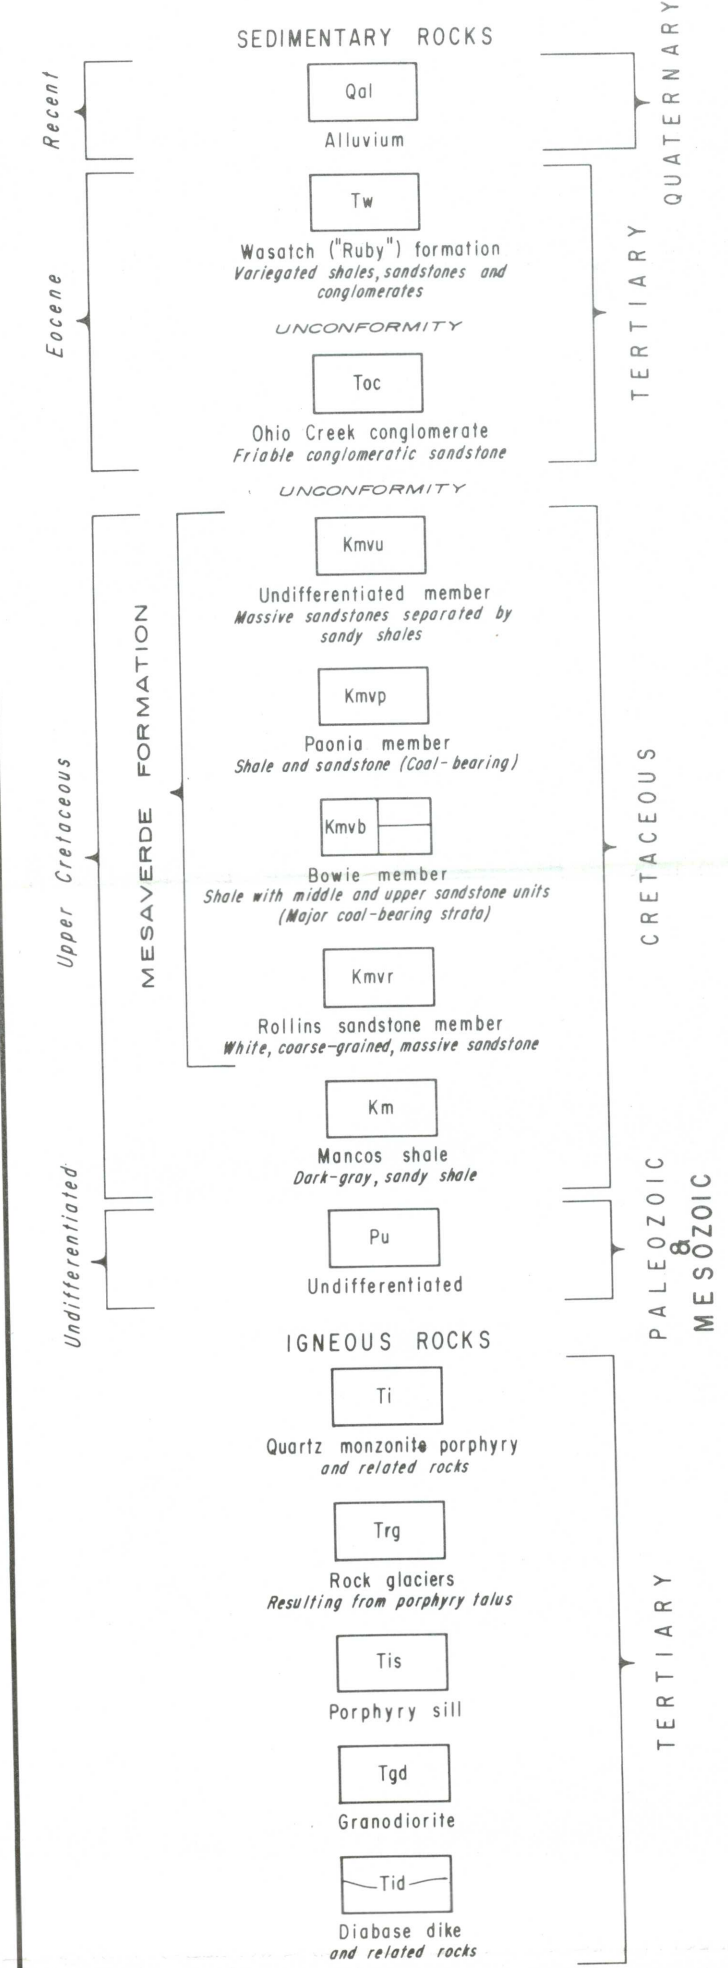 SEDIMENTARY ROCKS
Recent
Qal
Alluvium
QUATERNARY
Eocene
Tw
Wasatch ("Ruby") formation
Variegated shales, sandstones and
conglomerates
UNCONFORMITY
Toc
Ohio Creek conglomerate
Friable conglomeratic sandstone
TERTIARY
UNCONFORMITY
Upper Cretaceous
MESAVERDE FORMATION
Kmvu
Undifferentiated member
Massive sandstones separated by
sandy shales
Kmvp
Paonia member
Shale and sandstone (Coal-bearing)
Kmvb
Bowie member
Shale with middle and upper sandstone units
(Major coal-bearing strata)
Kmvr
Rollins sandstone member
White, coarse-grained, massive sandstone
Km
Mancos shale
Dark-gray, sandy shale
CRETACEOUS
Undifferentiated
Pu
Undifferentiated
PALEOZOIC
&
MESOZOIC
IGNEOUS ROCKS
Ti
Quartz monzonite porphyry
and related rocks
Trg
Rock glaciers
Resulting from porphyry talus
Tis
Porphyry sill
Tgd
Granodiorite
Tid
Diabase dike
and related rocks
TERTIARY